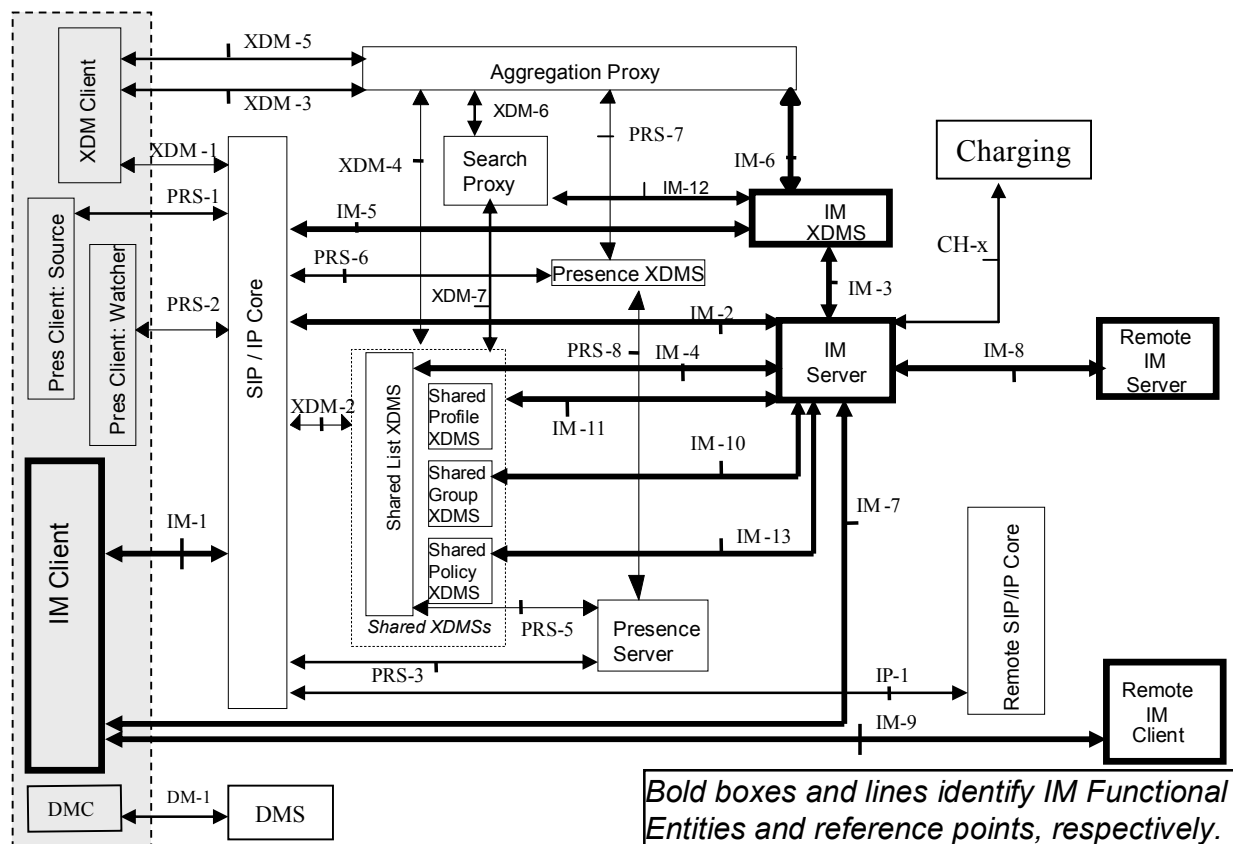 XDM -5
Aggregation Proxy
XDM Client
XDM -3
XDM-6
PRS-7
XDM -1
XDM-4
Search
Proxy
IM-6
Charging
IM-12
PRS-1
IM-5
IM
XDMS
CH-x
Pres Client: Source
Pres Client: Watcher
SIP / IP Core
PRS-6
Presence XDMS
XDM-7
IM -3
PRS-2
IM-2
PRS-8
IM -4
IM
Server
IM-8
Remote
IM
Server
XDM -2
Shared List XDMS
Shared
Profile
XDMS
IM -11
IM-10
Shared
Group
XDMS
IM -7
IM Client
IM-1
IM-13
Shared
Policy
XDMS
Remote SIP/IP Core
Shared XDMSs
PRS-5
Presence
Server
PRS-3
IP-1
Remote
IM
Client
IM-9
DMC
DM-1
DMS
Bold boxes and lines identify IM Functional
Entities and reference points, respectively.